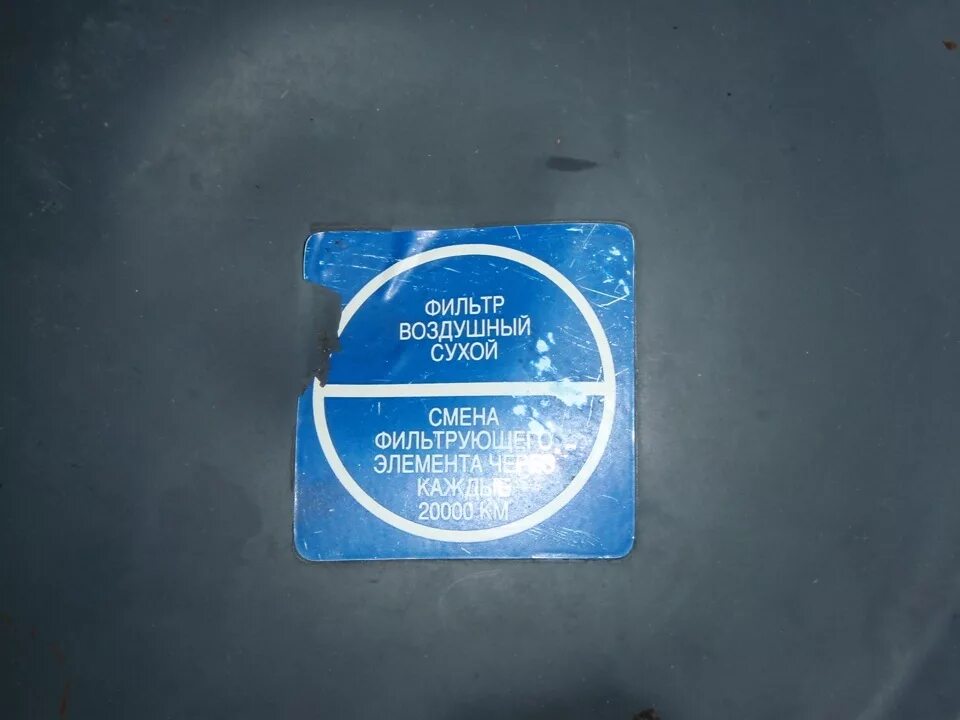 ФИЛЬТР
ВОЗДУШНЫЙ
СУХОЙ
СМЕНА
ФИЛЬТРУЮЩЕГО
ЭЛЕМЕНТА ЧЕРЕЗ
КАЖДЫЕ
20000 КМ